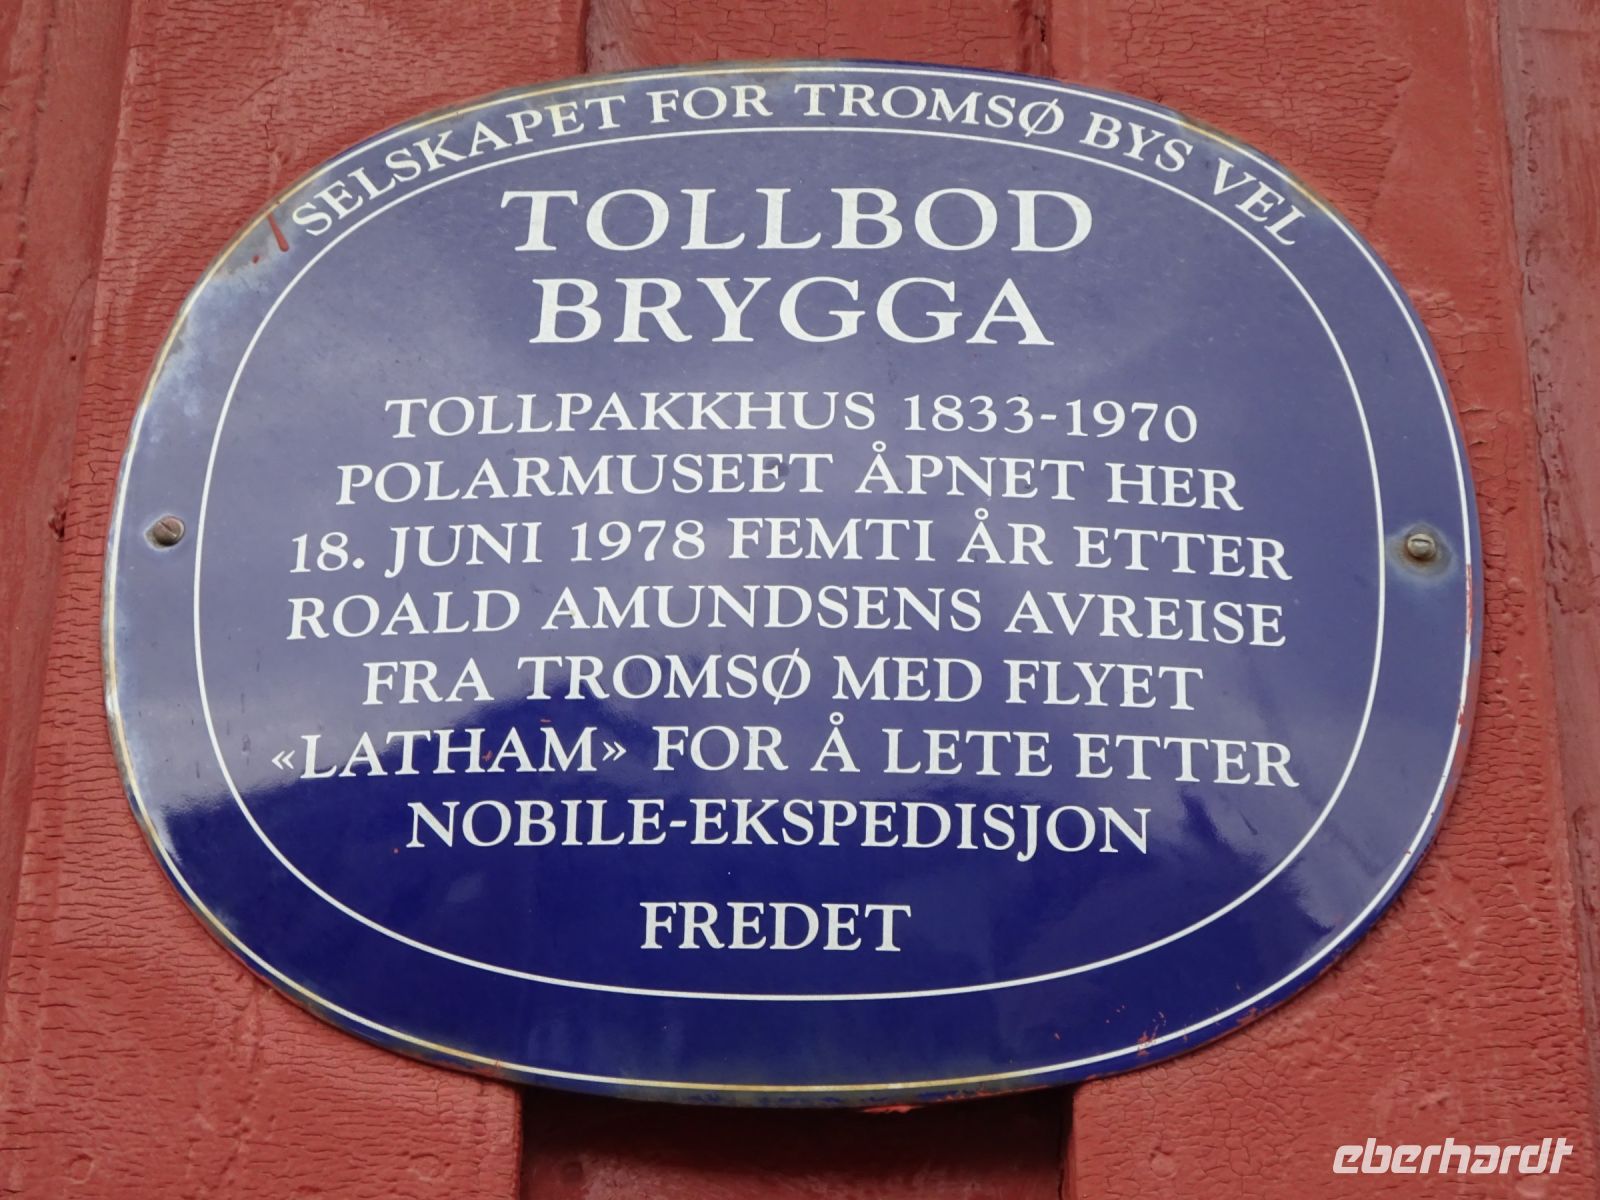 SELSKAPET FOR TROMSØ BYS VEL
TOLLBOD
BRYGGA
TOLLPAKKHUS 1833-1970
POLARMUSEET ÅPNET HER
18. JUNI 1978 FEMTI ÅR ETTER
ROALD AMUNDSENS AVREISE
FRA TROMSØ MED FLYET
«LATHAM» FOR Å LETE ETTER
NOBILE-EKSPEDISJON
FREDET
eberhardt